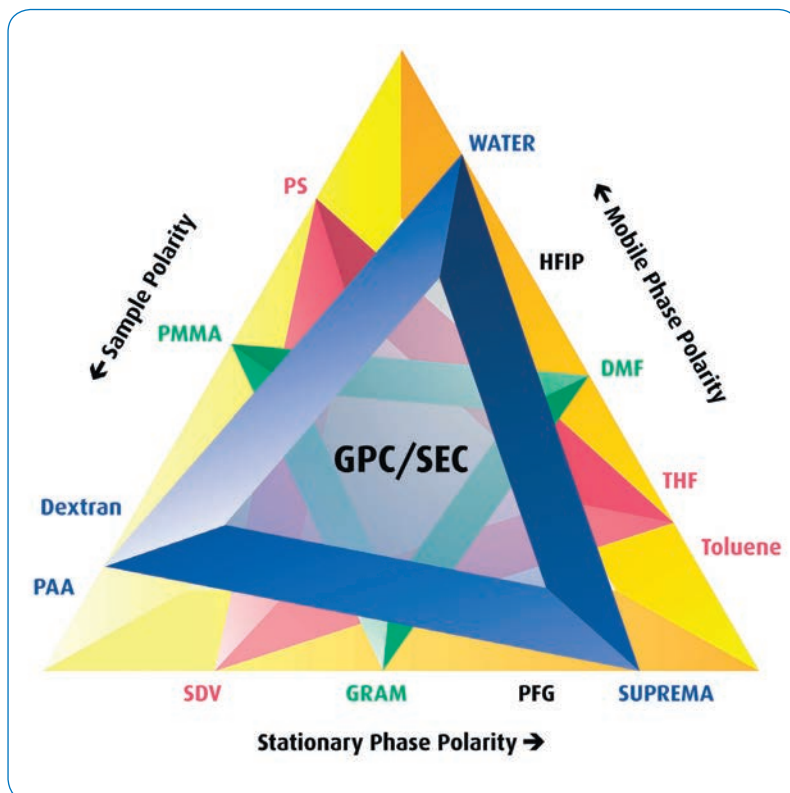 WATER
PS
← Sample Polarity
← Mobile Phase Polarity
HFIP
PMMA
DMF
GPC/SEC
THF
Dextran
Toluene
PAA
SDV
GRAM
PFG
SUPREMA
Stationary Phase Polarity →